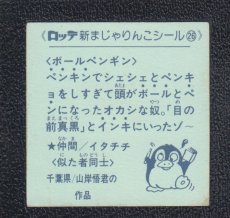 ロッテ 新まじゃりんこシール 26
〈ボールペンギン〉
ペンキンでシェシェとペンキ
ョをしすぎて頭がボールとペ
ンになったオカシな奴。「目の
前真黒」とインキにいったゾ〜
★仲間/イタチチ
〈似た者同士〉
千葉県/山岸倍君の
作品